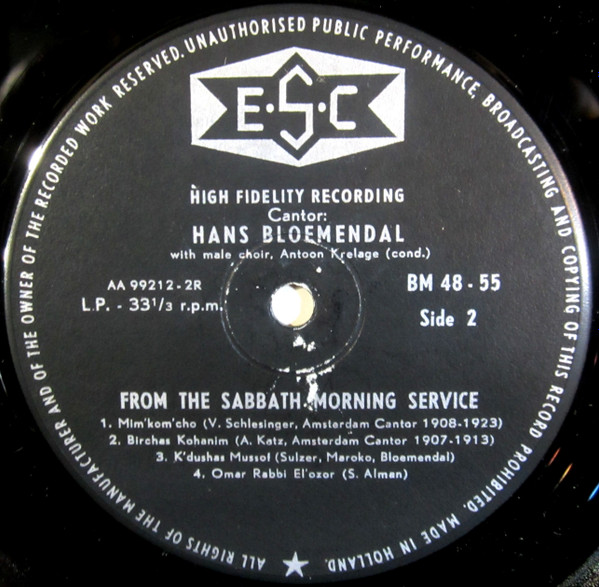 ALL RIGHTS OF THE MANUFACTURER AND OF THE OWNER OF THE RECORDED WORK RESERVED. UNAUTHORISED PUBLIC PERFORMANCE, BROADCASTING AND COPYING OF THIS RECORD PROHIBITED. MADE IN HOLLAND.
E·S·C
HIGH FIDELITY RECORDING
Cantor:
HANS BLOEMENDAL
with male choir, Antoon Krelage (cond.)
AA 99212-2R
L.P. - 33 1/3 r.p.m.
BM 48-55
Side 2
FROM THE SABBATH MORNING SERVICE
1. Mim'kom'cho (V. Schlesinger, Amsterdam Cantor 1908-1923)
2. Birchas Kohanim (A. Katz, Amsterdam Cantor 1907-1913)
3. K'dushas Mussof (Sulzer, Maroko, Bloemendal)
4. Omar Rabbi El'ozor (S. Alman)